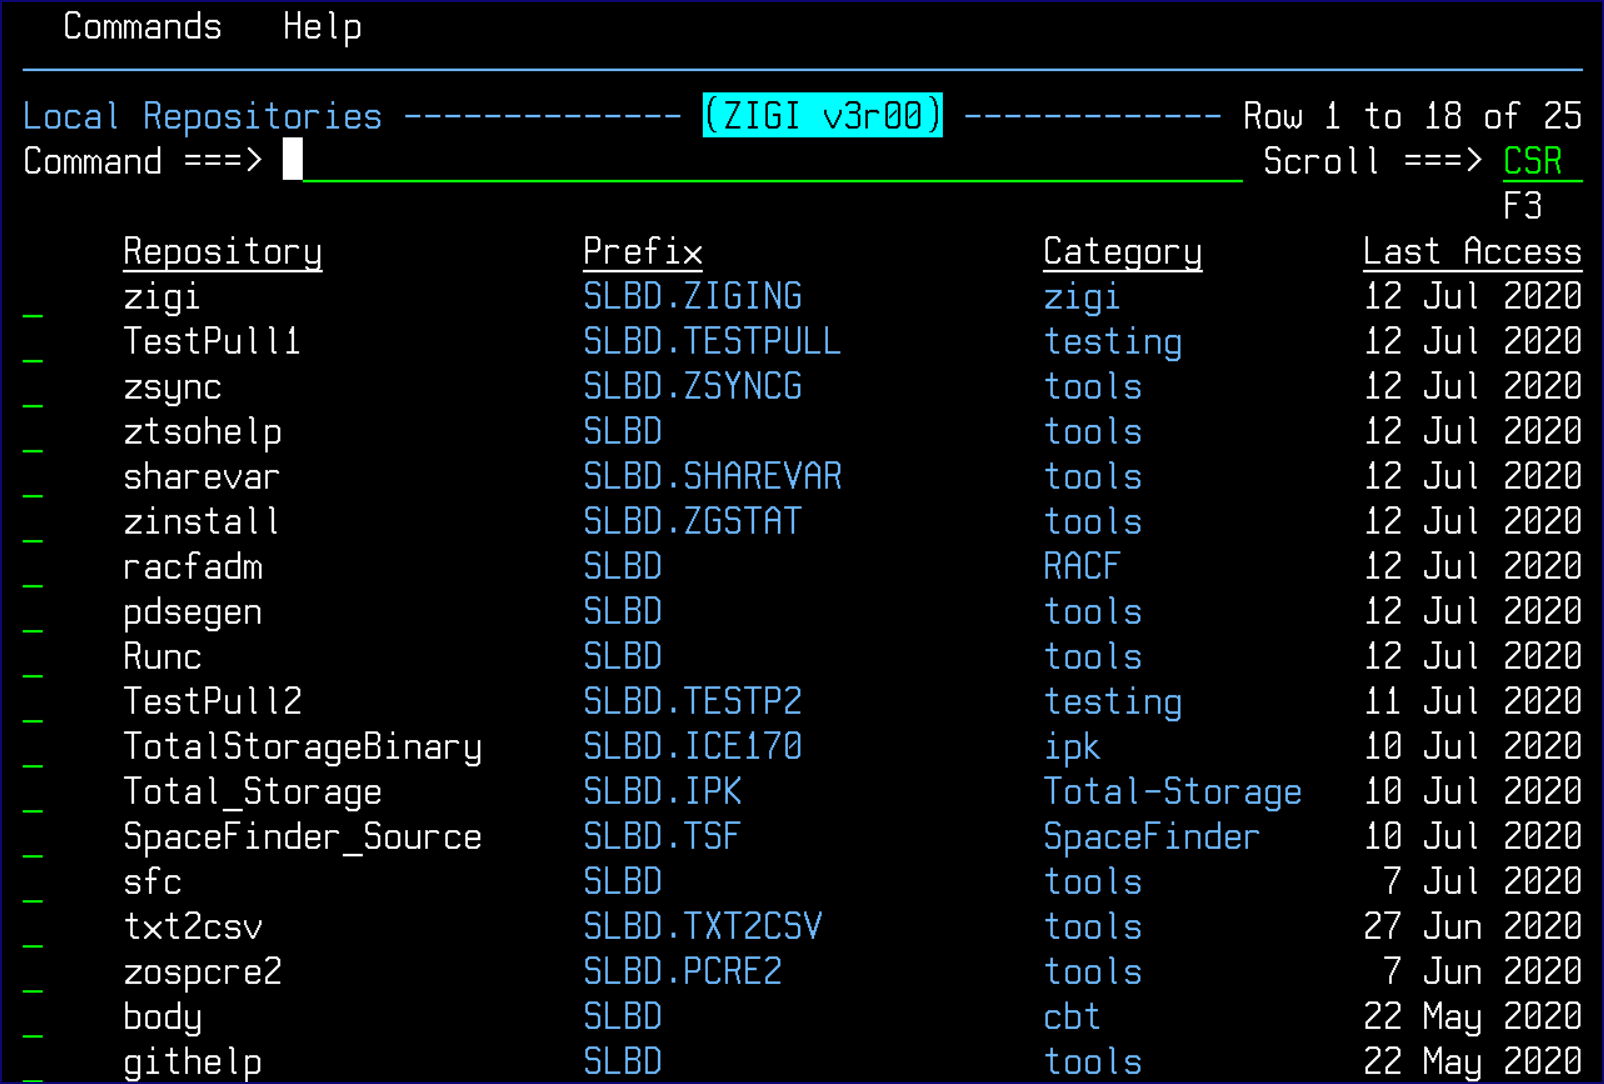 Commands Help
Local Repositories -------------- (ZIGI v3r00) ------------- Row 1 to 18 of 25
Command ===> Scroll ===> CSR
F3
Repository Prefix Category Last Access
_ zigi SLBD.ZIGING zigi 12 Jul 2020
_ TestPull1 SLBD.TESTPULL testing 12 Jul 2020
_ zsync SLBD.ZSYNCG tools 12 Jul 2020
_ ztsohelp SLBD tools 12 Jul 2020
_ sharevar SLBD.SHAREVAR tools 12 Jul 2020
_ zinstall SLBD.ZGSTAT tools 12 Jul 2020
_ racfadm SLBD RACF 12 Jul 2020
_ pdsegen SLBD tools 12 Jul 2020
_ Runc SLBD tools 12 Jul 2020
_ TestPull2 SLBD.TESTP2 testing 11 Jul 2020
_ TotalStorageBinary SLBD.ICE170 ipk 10 Jul 2020
_ Total_Storage SLBD.IPK Total-Storage 10 Jul 2020
_ SpaceFinder_Source SLBD.TSF SpaceFinder 10 Jul 2020
_ sfc SLBD tools 7 Jul 2020
_ txt2csv SLBD.TXT2CSV tools 27 Jun 2020
_ zospcre2 SLBD.PCRE2 tools 7 Jun 2020
_ body SLBD cbt 22 May 2020
_ githelp SLBD tools 22 May 2020